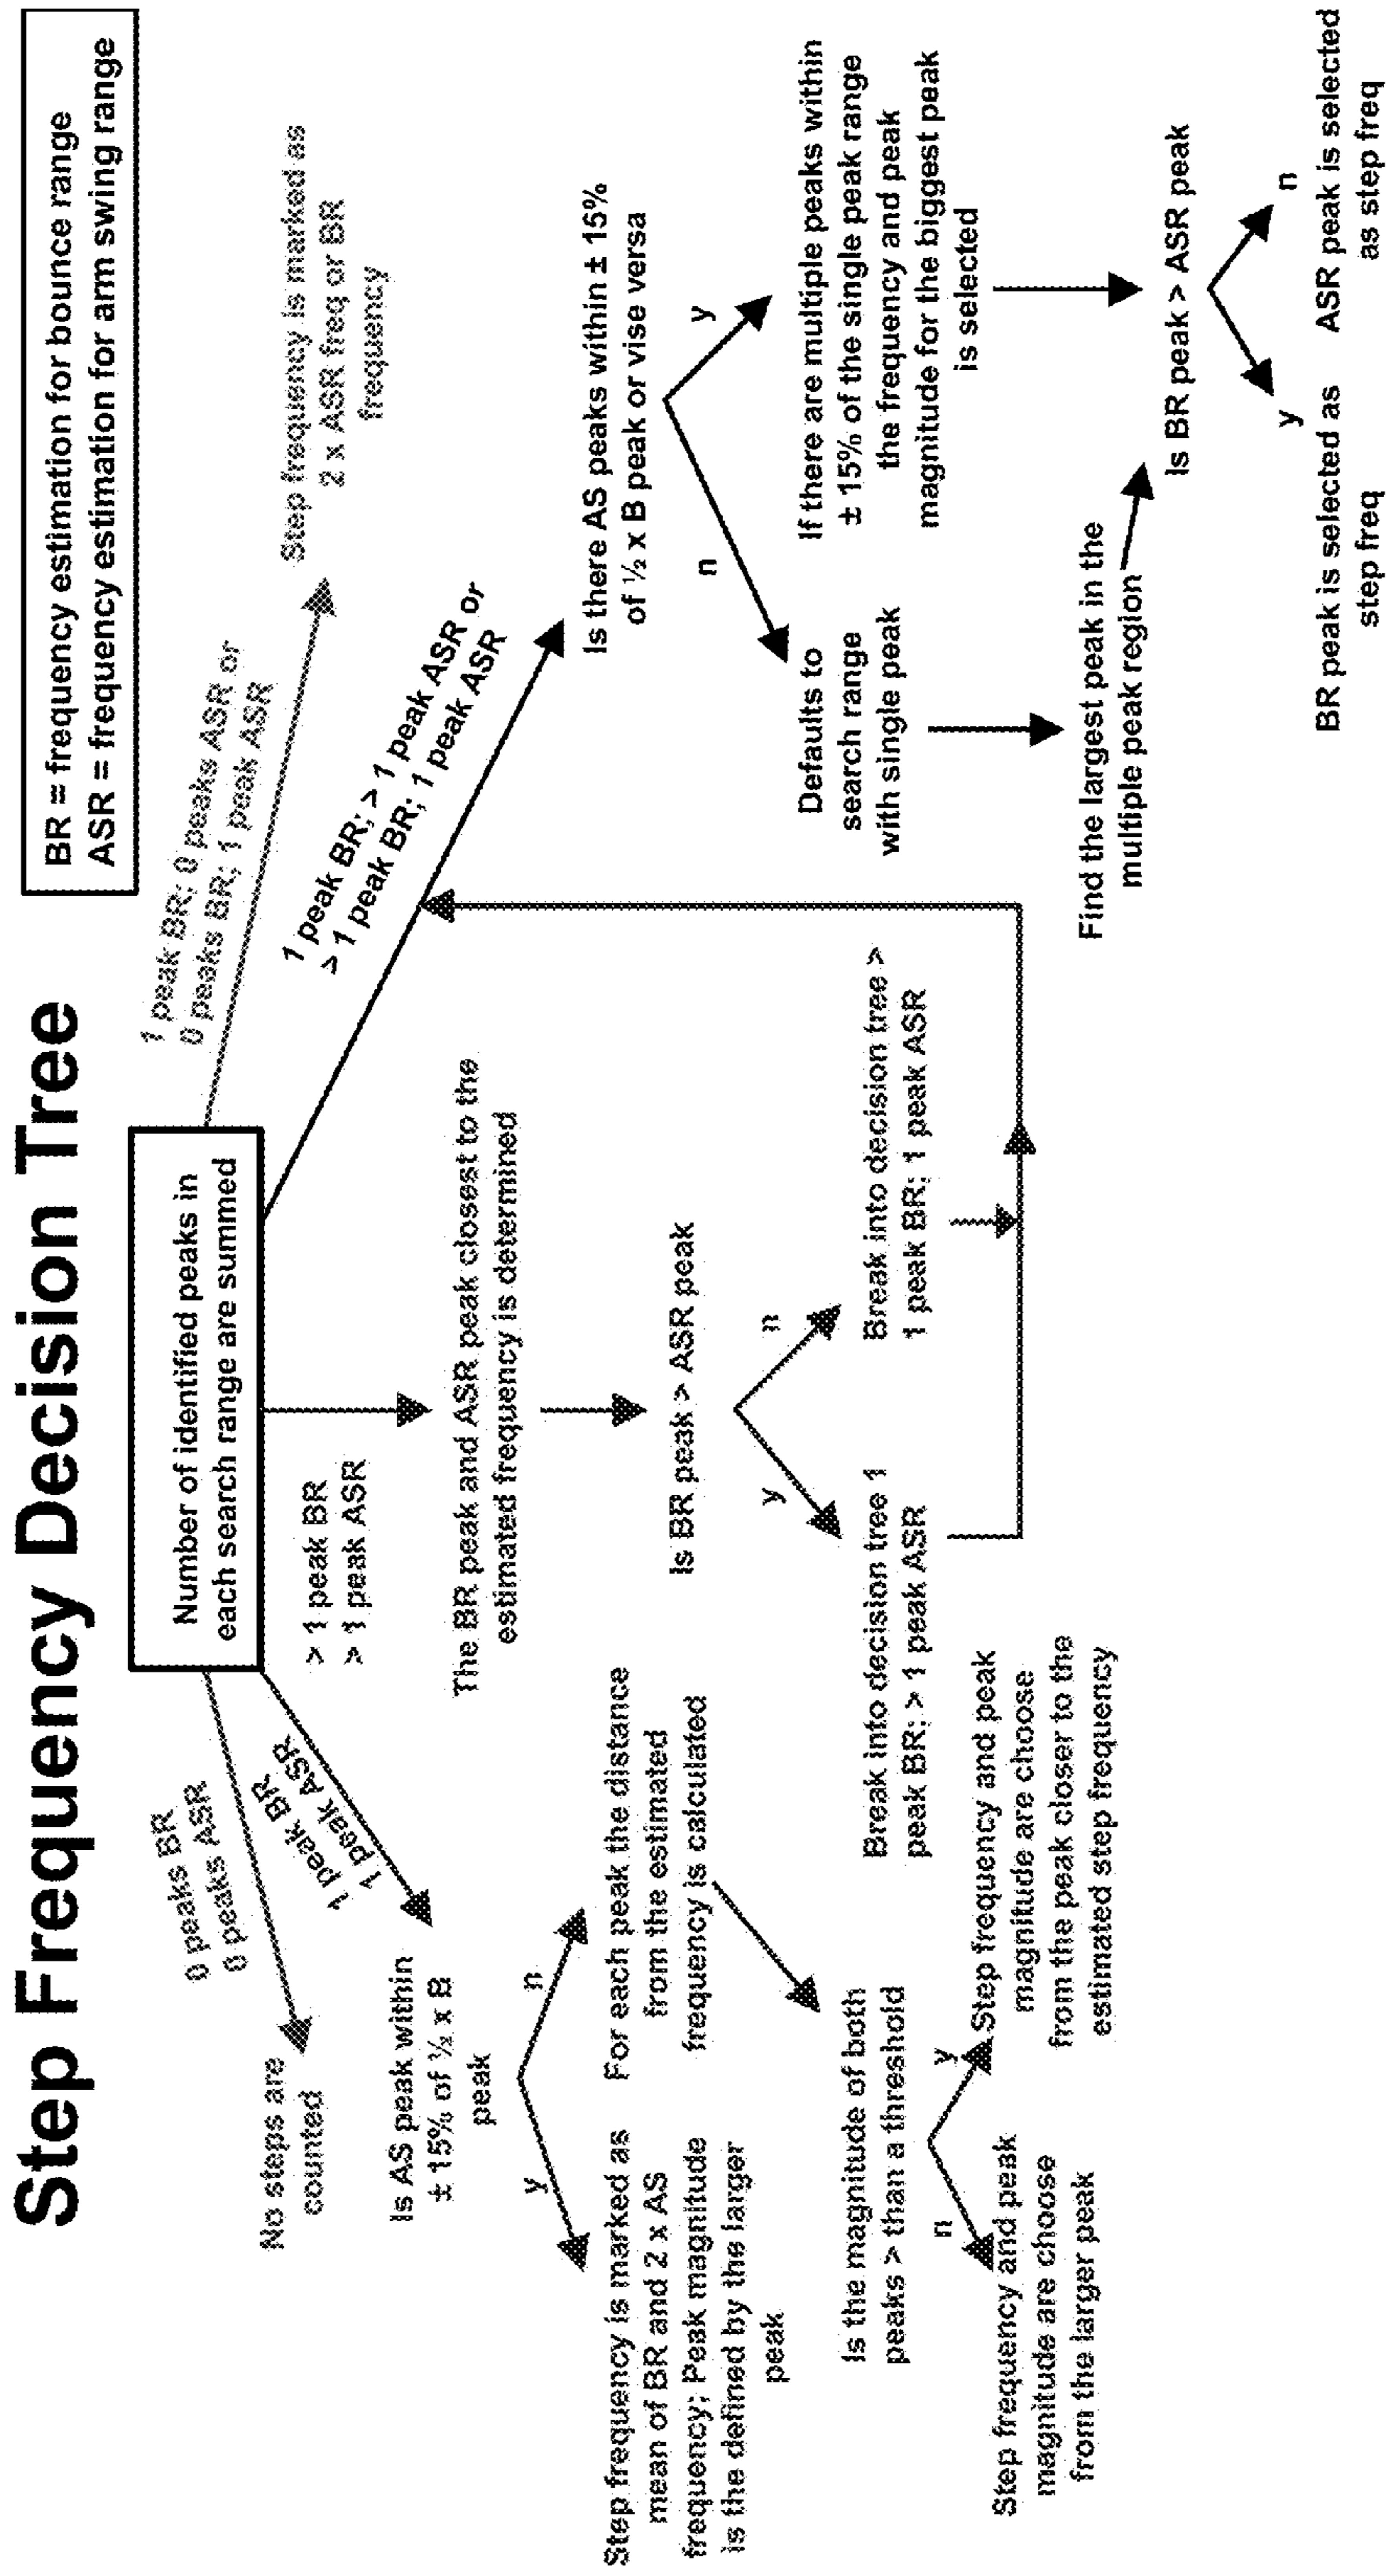 Step Frequency Decision Tree
BR = frequency estimation for bounce range
ASR = frequency estimation for arm swing range
Number of identified peaks in
each search range are summed
0 peaks BR
0 peaks ASR
No steps are
counted
1 peak BR
1 peak ASR
Is AS peak within
± 15% of ½ x B
peak
y
n
Step frequency is marked as
mean of BR and 2 x AS
frequency; Peak magnitude
is the defined by the larger
peak
For each peak the distance
from the estimated
frequency is calculated
Is the magnitude of both
peaks > than a threshold
n
y
Step frequency and peak
magnitude are choose
from the larger peak
Step frequency and peak
magnitude are choose
from the peak closer to the
estimated step frequency
> 1 peak BR
> 1 peak ASR
The BR peak and ASR peak closest to the
estimated frequency is determined
Is BR peak > ASR peak
y
n
Break into decision tree 1
peak BR; > 1 peak ASR
Break into decision tree >
1 peak BR; 1 peak ASR
1 peak BR; > 1 peak ASR or
> 1 peak BR; 1 peak ASR
Is there AS peaks within ± 15%
of ½ x B peak or vise versa
n
y
Defaults to
search range
with single peak
If there are multiple peaks within
± 15% of the single peak range
the frequency and peak
magnitude for the biggest peak
is selected
Find the largest peak in the
multiple peak region
Is BR peak > ASR peak
y
n
BR peak is selected as
step freq
ASR peak is selected
as step freq
1 peak BR; 0 peaks ASR or
0 peaks BR; 1 peak ASR
Step frequency is marked as
2 x ASR freq or BR
frequency